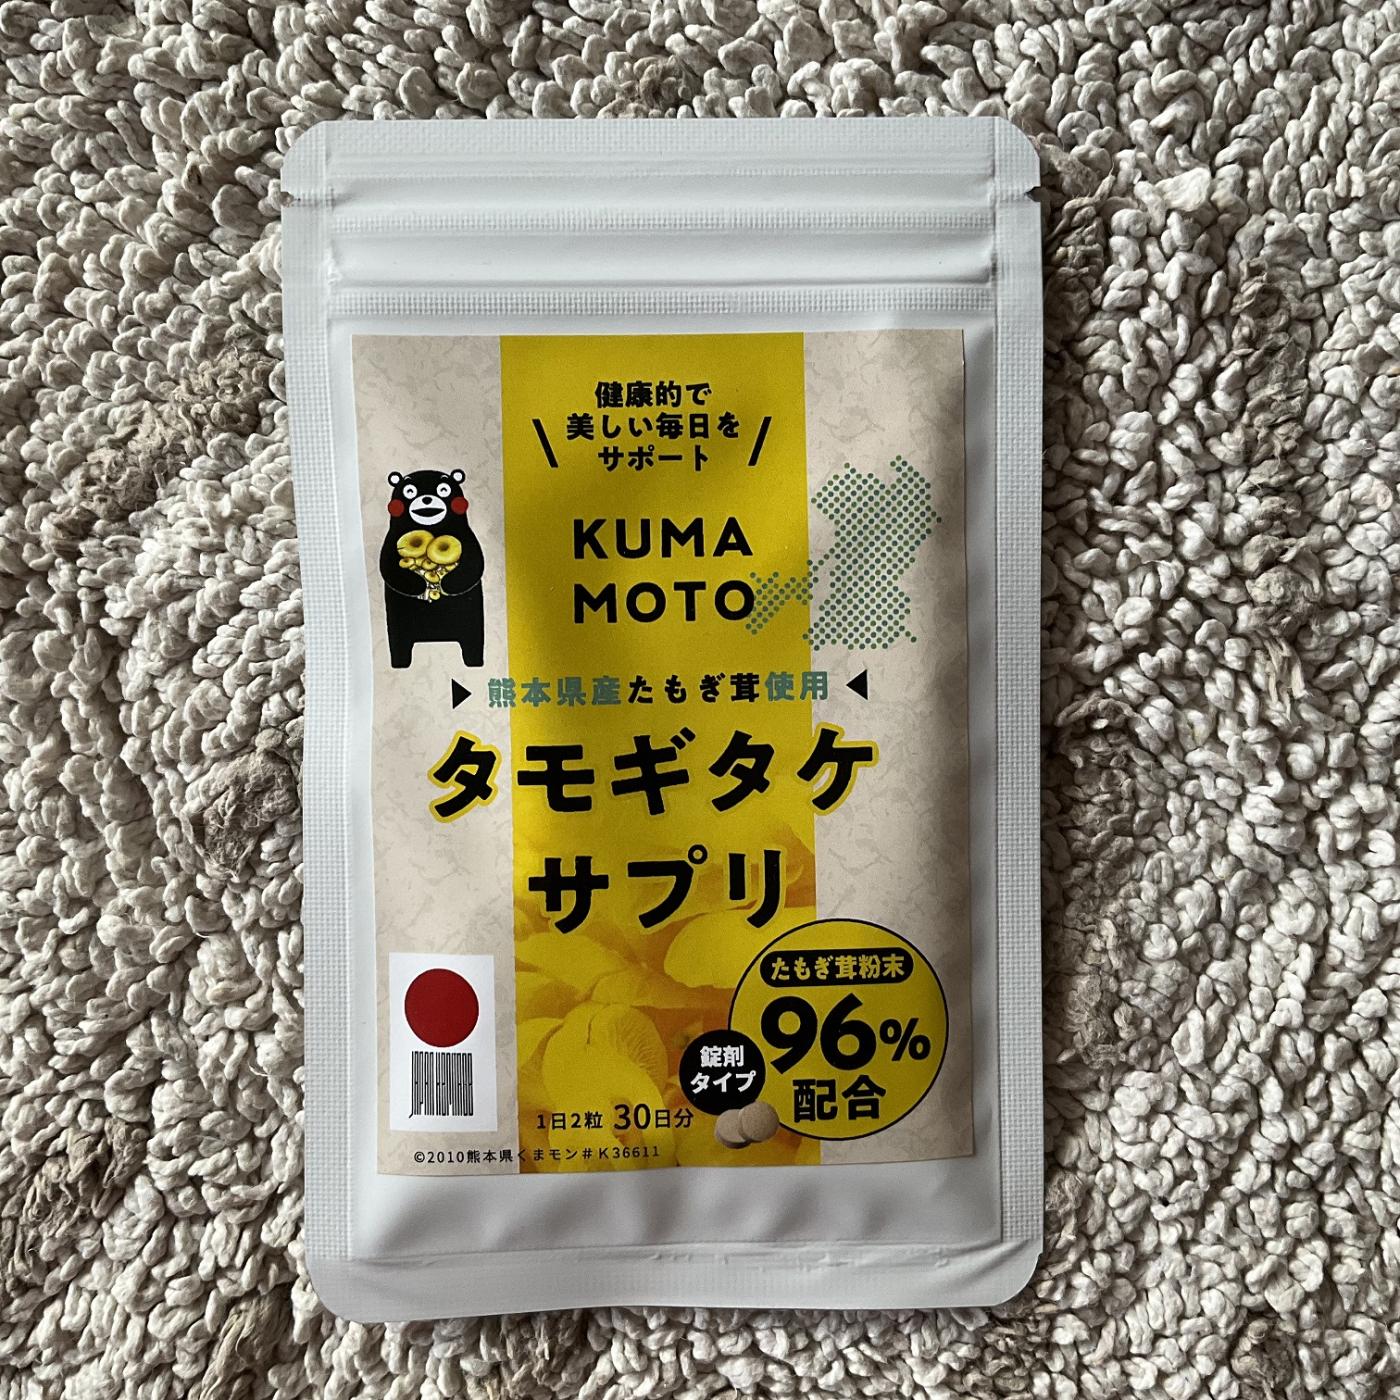 健康的で
美しい毎日を
サポート
KUMA
MOTO
熊本県産たもぎ茸使用
タモギタケ
サプリ
たもぎ茸粉末
96%
配合
錠剤
タイプ
1日2粒 30日分
©2010熊本県くまモン#K36611